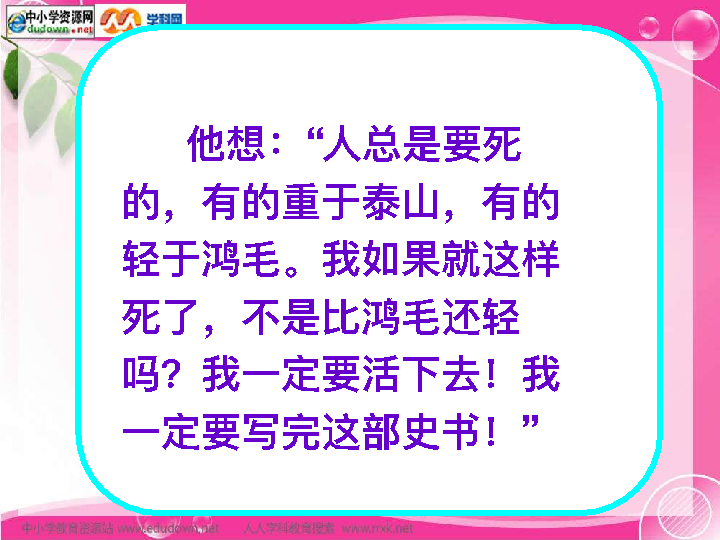 中小学资源网
edudown.net
学科网
他想：“人总是要死
的，有的重于泰山，有的
轻于鸿毛。我如果就这样
死了，不是比鸿毛还轻
吗？我一定要活下去！我
一定要写完这部史书！”
中小学教育资源站 www.edudown.net 人人学科教育搜索 www.rrxk.net